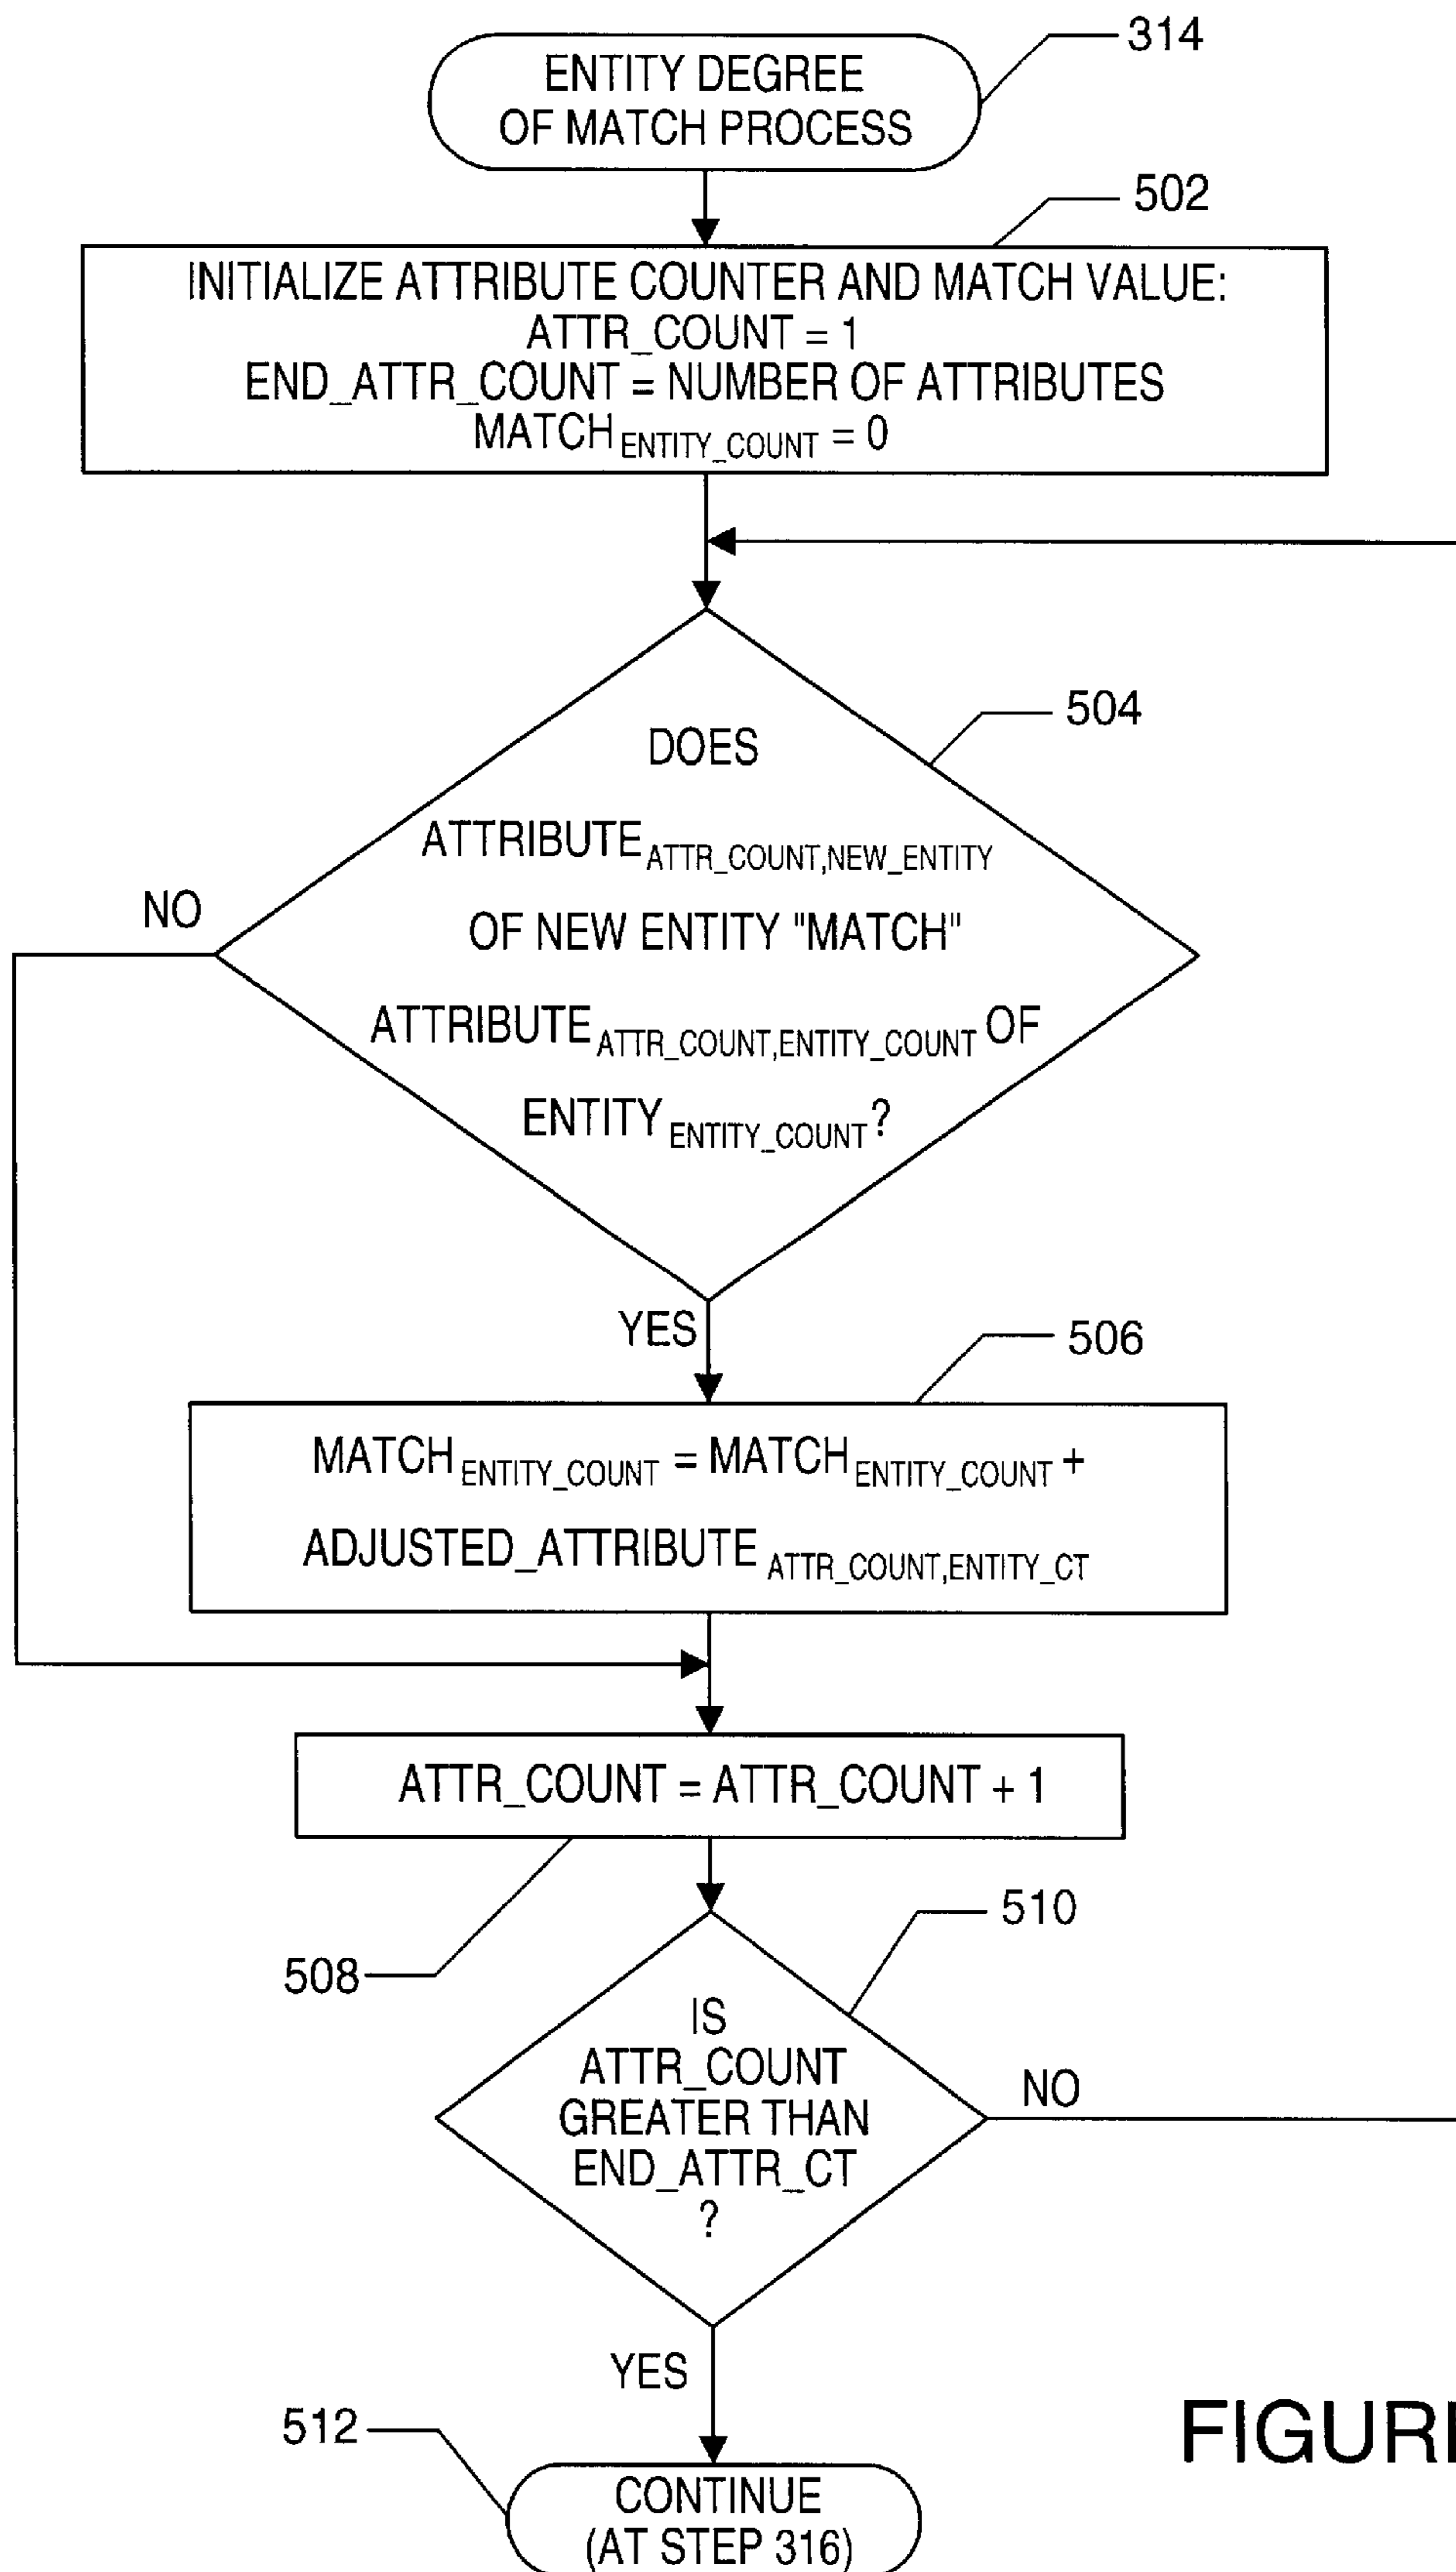 ENTITY DEGREE
OF MATCH PROCESS
314
502
INITIALIZE ATTRIBUTE COUNTER AND MATCH VALUE:
ATTR_COUNT = 1
END_ATTR_COUNT = NUMBER OF ATTRIBUTES
MATCH ENTITY_COUNT = 0
504
DOES
ATTRIBUTE ATTR_COUNT,NEW_ENTITY
OF NEW ENTITY "MATCH"
ATTRIBUTE ATTR_COUNT,ENTITY_COUNT OF
ENTITY ENTITY_COUNT ?
NO
YES
506
MATCH ENTITY_COUNT = MATCH ENTITY_COUNT +
ADJUSTED_ATTRIBUTE ATTR_COUNT,ENTITY_CT
ATTR_COUNT = ATTR_COUNT + 1
508
510
IS
ATTR_COUNT
GREATER THAN
END_ATTR_CT
?
NO
YES
512
CONTINUE
(AT STEP 316)
FIGURE